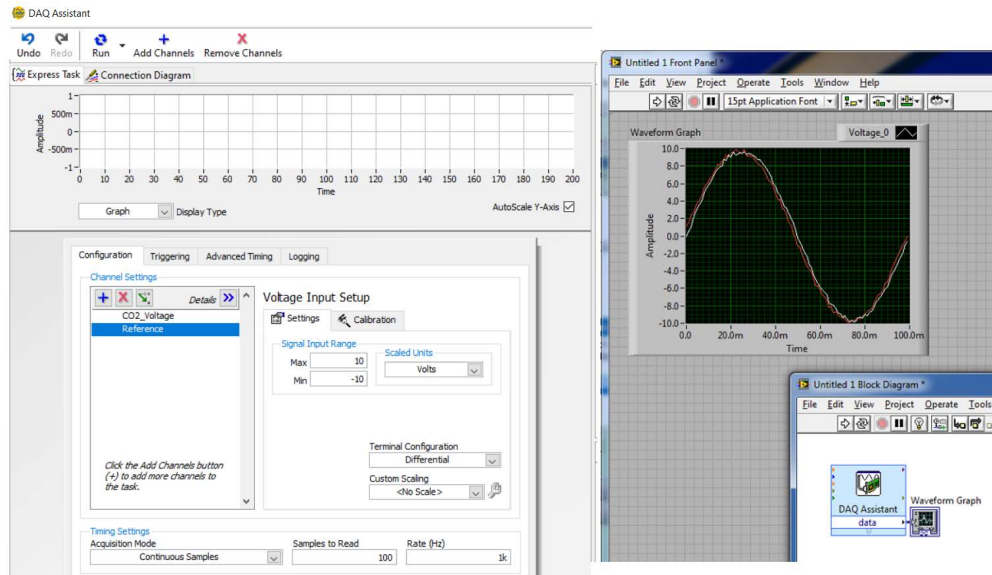 DAQ Assistant
Undo Redo Run Add Channels Remove Channels
Express Task Connection Diagram
Amplitude
1
500m
0
-500m
-1
0 10 20 30 40 50 60 70 80 90 100 110 120 130 140 150 160 170 180 190 200
Time
Graph Display Type AutoScale Y-Axis
Configuration Triggering Advanced Timing Logging
Channel Settings
Details
CO2_Voltage
Reference
Click the Add Channels button
(+) to add more channels to
the task.
Voltage Input Setup
Settings Calibration
Signal Input Range
Max 10
Min -10
Scaled Units
Volts
Terminal Configuration
Differential
Custom Scaling
<No Scale>
Timing Settings
Acquisition Mode Samples to Read Rate (Hz)
Continuous Samples 100 1k
Untitled 1 Front Panel *
File Edit View Project Operate Tools Window Help
15pt Application Font
Waveform Graph Voltage_0
Amplitude
10.0
8.0
6.0
4.0
2.0
0.0
-2.0
-4.0
-6.0
-8.0
-10.0
0.0 20.0m 40.0m 60.0m 80.0m 100.0m
Time
Untitled 1 Block Diagram *
File Edit View Project Operate Tools
DAQ Assistant
data
Waveform Graph